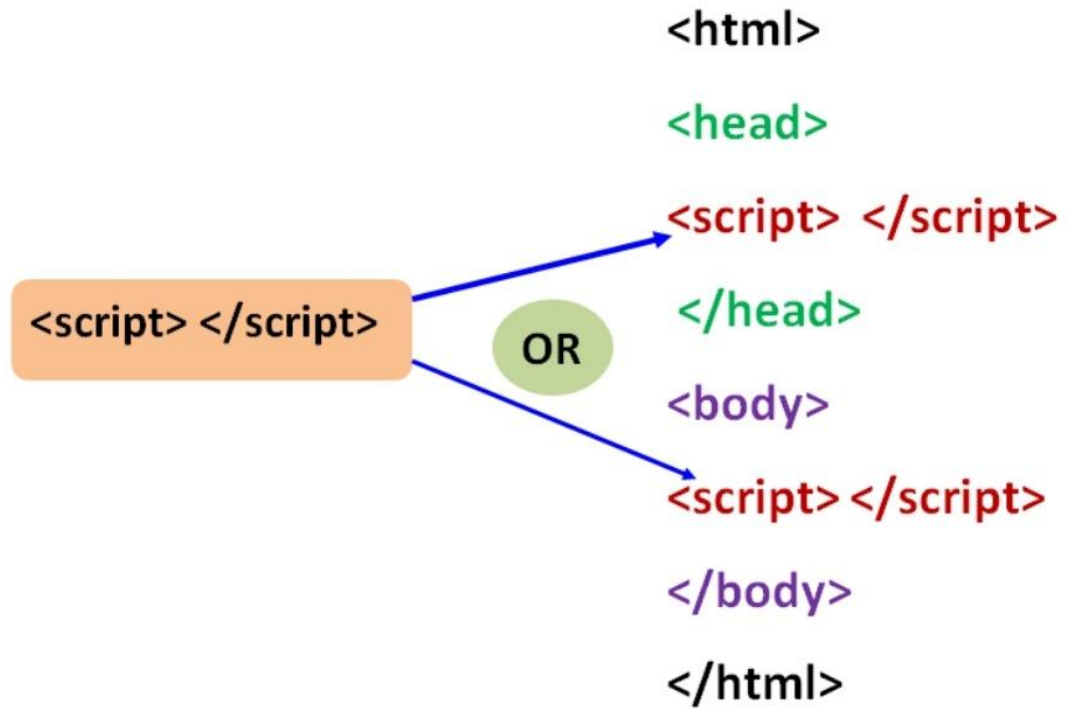 <html>
<head>
<script> </script>
<script> </script>
</head>
OR
<body>
<script> </script>
</body>
</html>